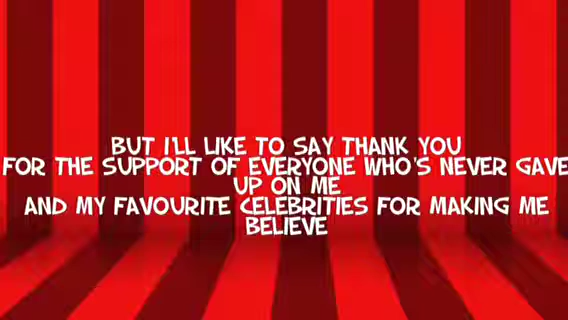 BUT I'LL LIKE TO SAY THANK YOU
FOR THE SUPPORT OF EVERYONE WHO'S NEVER GAVE
UP ON ME
AND MY FAVOURITE CELEBRITIES FOR MAKING ME
BELIEVE